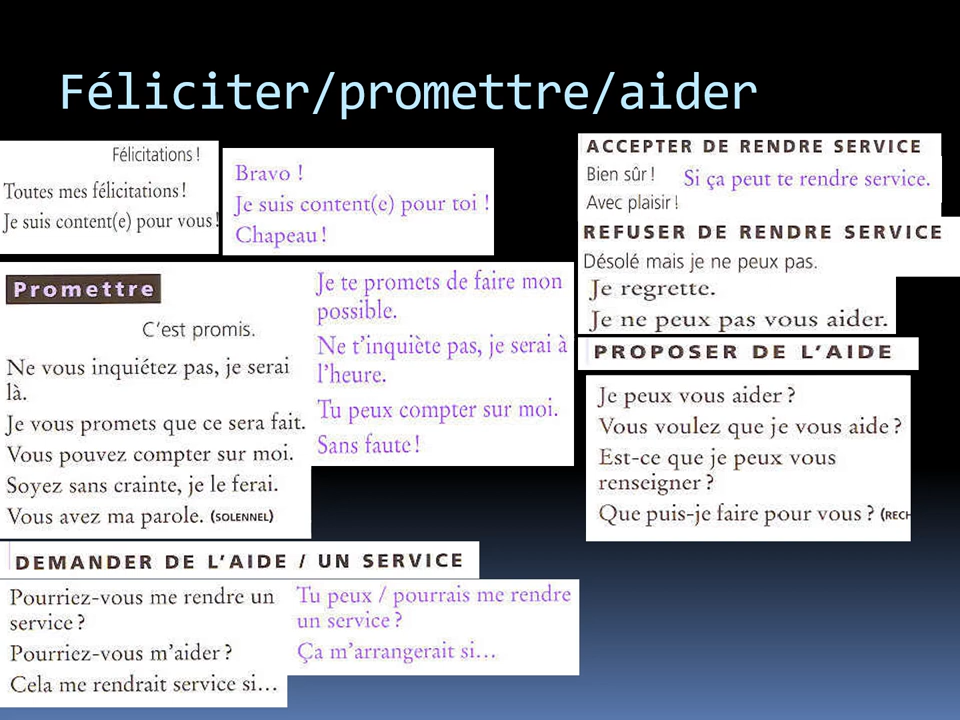 Féliciter/promettre/aider
Félicitations !
Toutes mes félicitations !
Je suis content(e) pour vous !
Bravo !
Je suis content(e) pour toi !
Chapeau !
Promettre
C'est promis.
Ne vous inquiétez pas, je serai
là.
Je vous promets que ce sera fait.
Vous pouvez compter sur moi.
Soyez sans crainte, je le ferai.
Vous avez ma parole. (SOLENNEL)
Je te promets de faire mon
possible.
Ne t'inquiète pas, je serai à
l'heure.
Tu peux compter sur moi.
Sans faute !
DEMANDER DE L'AIDE / UN SERVICE
Pourriez-vous me rendre un
service ?
Pourriez-vous m'aider ?
Cela me rendrait service si...
Tu peux / pourrais me rendre
un service ?
Ça m'arrangerait si...
ACCEPTER DE RENDRE SERVICE
Bien sûr ! Si ça peut te rendre service.
Avec plaisir !
REFUSER DE RENDRE SERVICE
Désolé mais je ne peux pas.
Je regrette.
Je ne peux pas vous aider.
PROPOSER DE L'AIDE
Je peux vous aider ?
Vous voulez que je vous aide ?
Est-ce que je peux vous
renseigner ?
Que puis-je faire pour vous ? (RECH